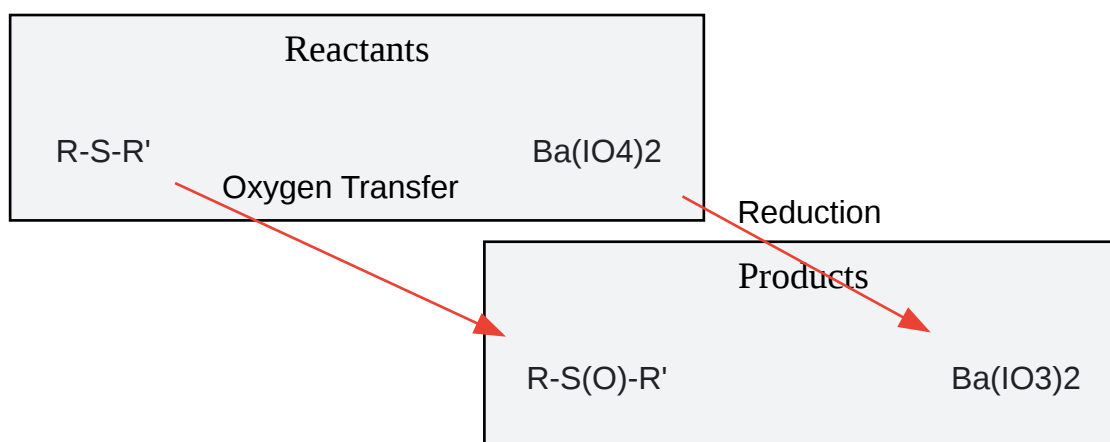 Reactants
R-S-R'
Ba(IO4)2
Oxygen Transfer
Reduction
Products
R-S(O)-R'
Ba(IO3)2